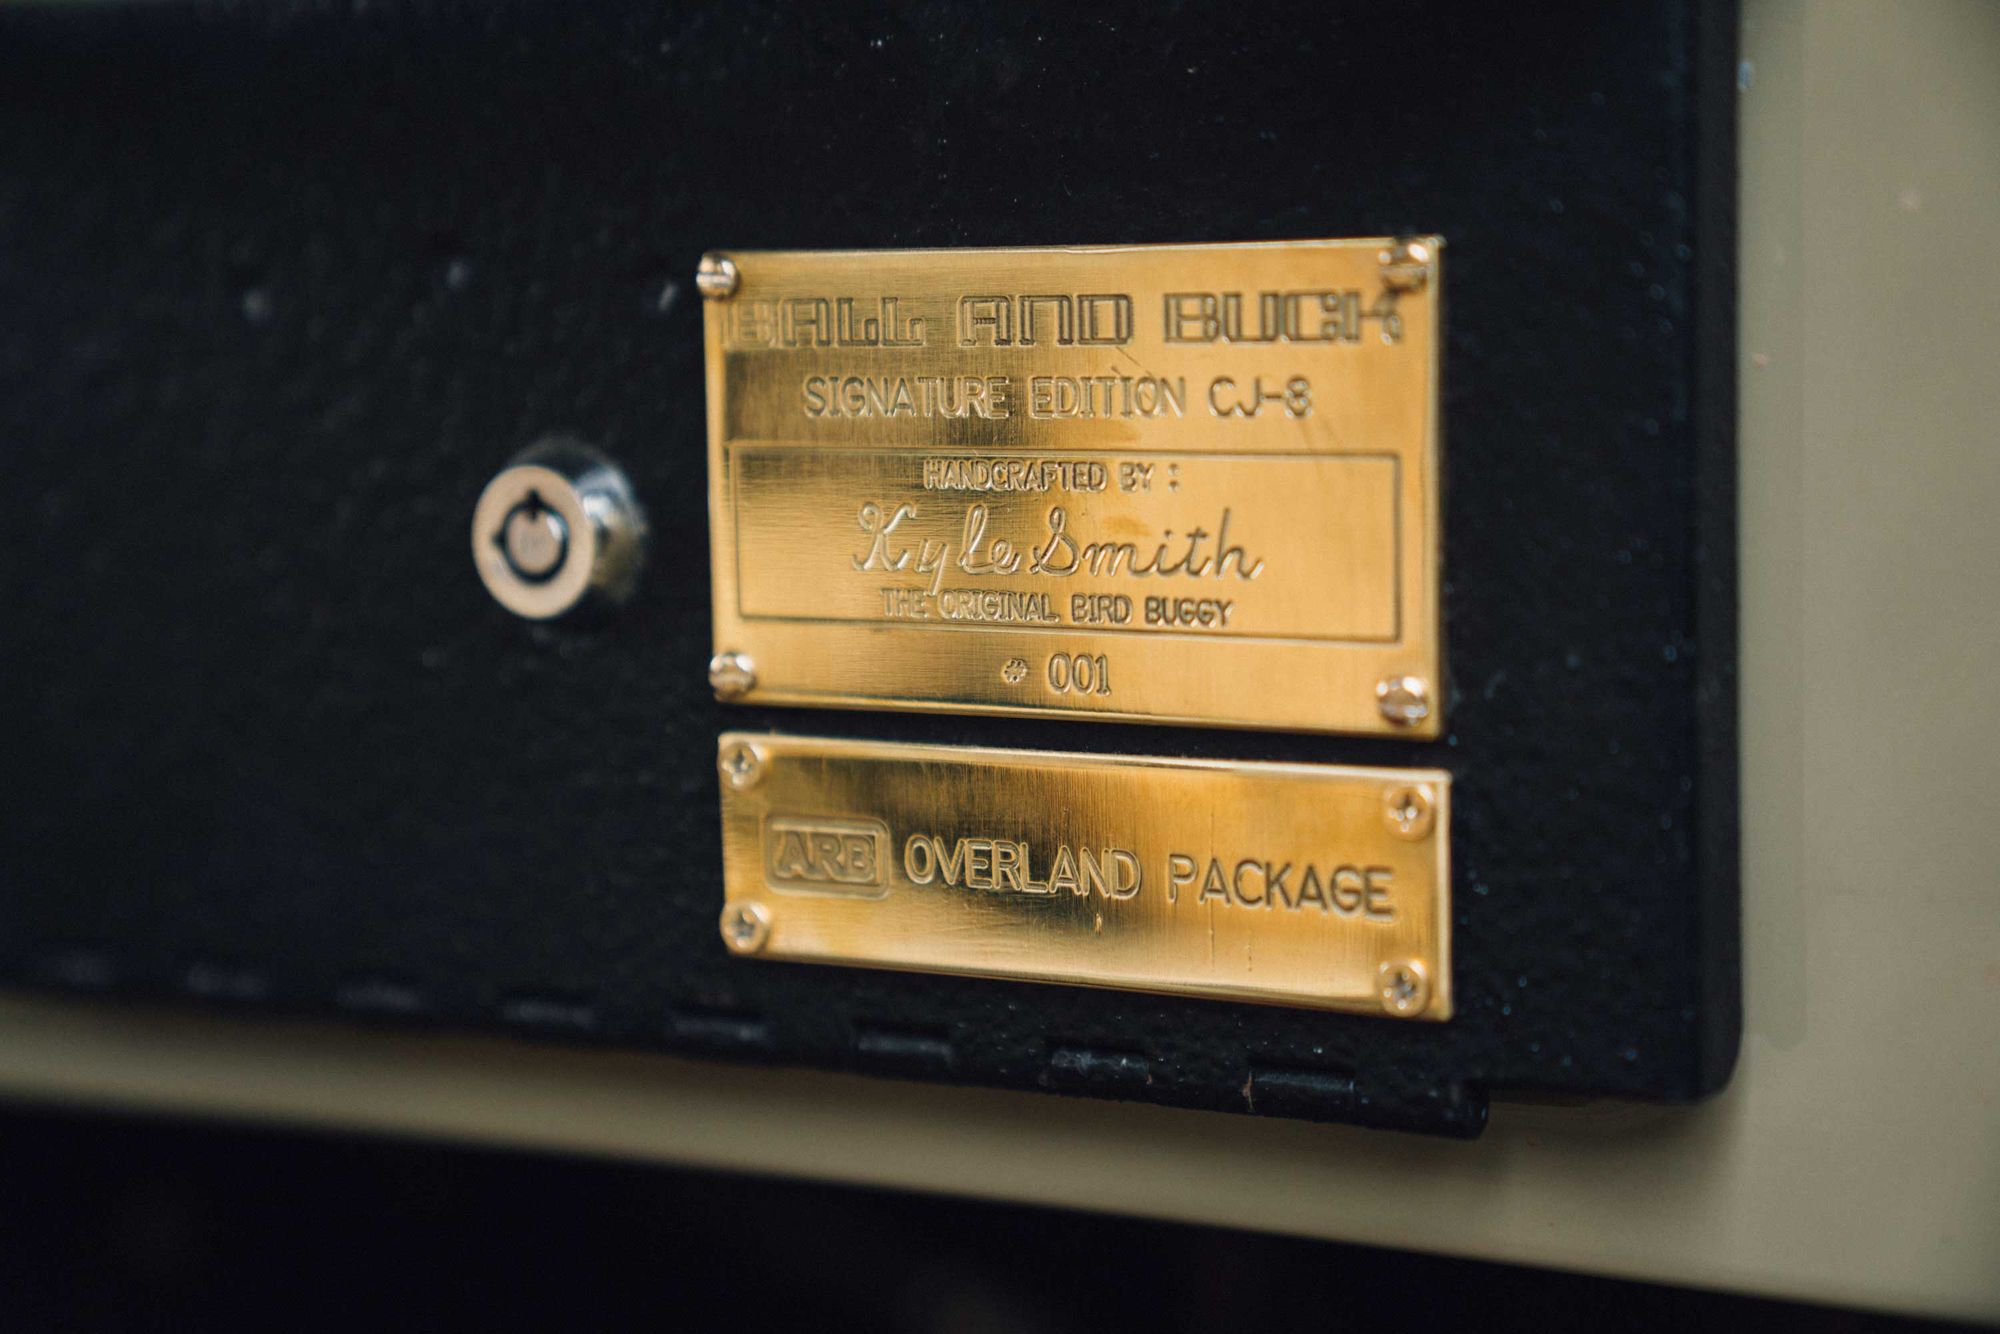 BALL AND BUCK
SIGNATURE EDITION CJ-8
HANDCRAFTED BY :
Kyle Smith
THE ORIGINAL BIRD BUGGY
# 001
ARB OVERLAND PACKAGE